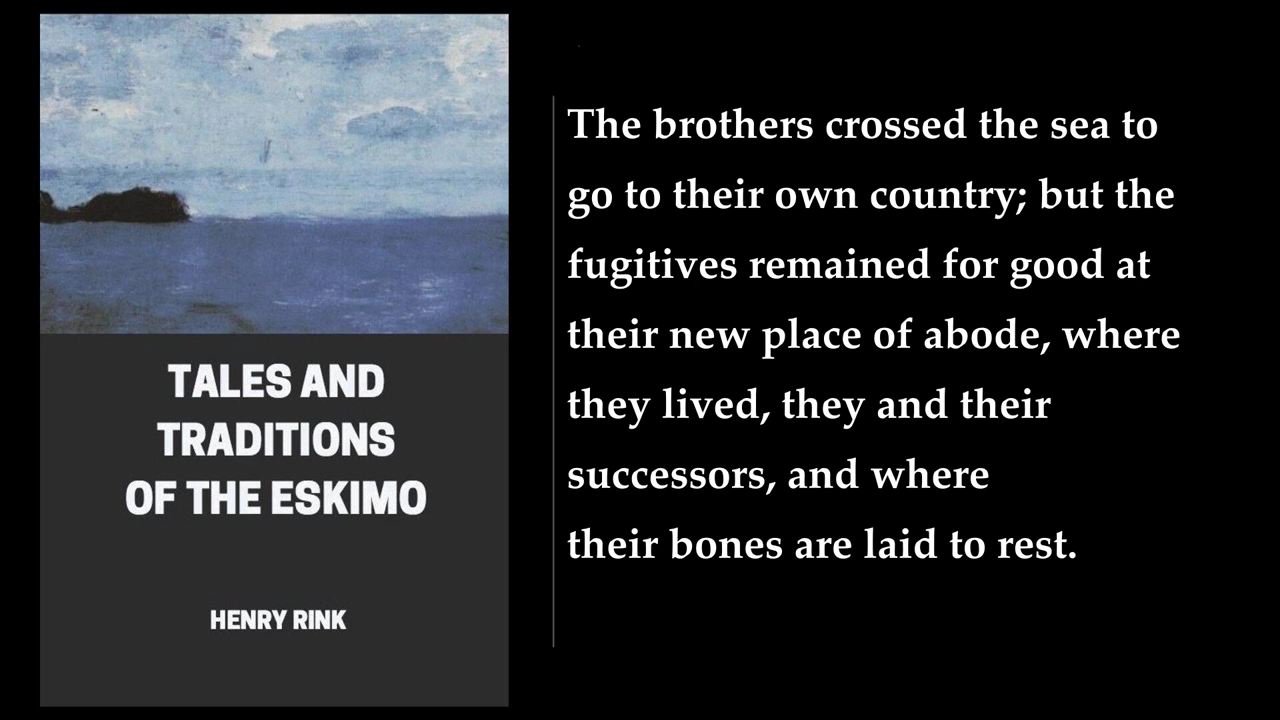 TALES AND
TRADITIONS
OF THE ESKIMO
HENRY RINK
The brothers crossed the sea to
go to their own country; but the
fugitives remained for good at
their new place of abode, where
they lived, they and their
successors, and where
their bones are laid to rest.